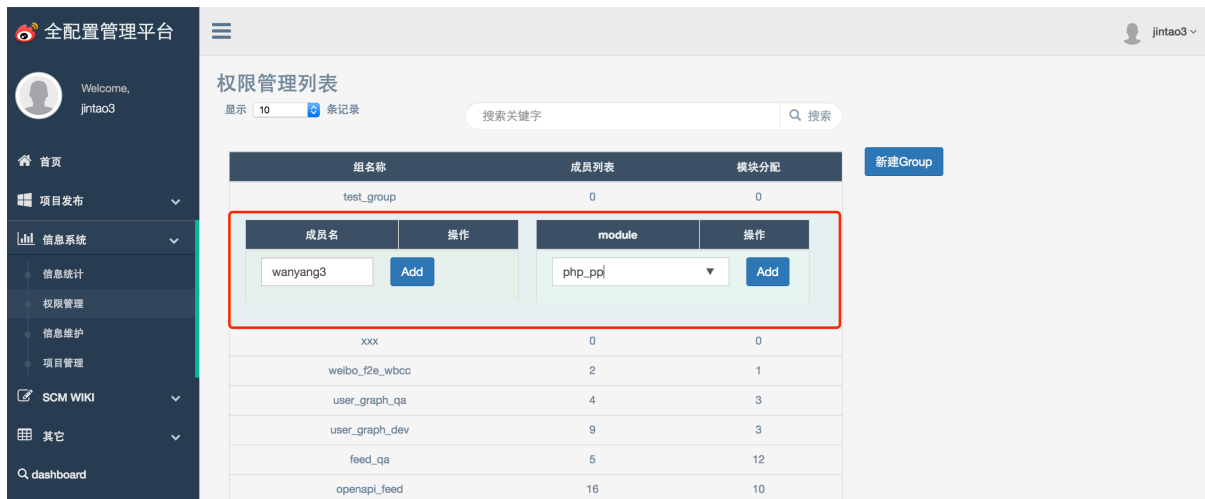 全配置管理平台
jintao3
Welcome,
jintao3
首页
项目发布
信息系统
信息统计
权限管理
信息维护
项目管理
SCM WIKI
其它
dashboard
权限管理列表
显示 10 条记录
搜索关键字 搜索
新建Group
组名称 成员列表 模块分配
test_group 0 0
成员名 操作 module 操作
wanyang3 Add php_pp Add
xxx 0 0
weibo_f2e_wbcc 2 1
user_graph_qa 4 3
user_graph_dev 9 3
feed_qa 5 12
openapi_feed 16 10